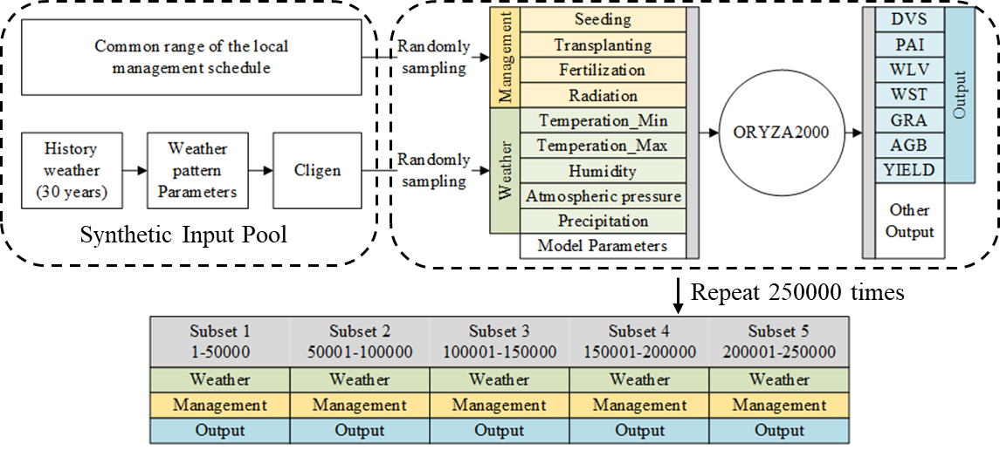 Common range of the local
management schedule
History
weather
(30 years)
Weather
pattern
Parameters
Cligen
Synthetic Input Pool
Randomly
sampling
Randomly
sampling
Management
Seeding
Transplanting
Fertilization
Radiation
Weather
Temperation_Min
Temperation_Max
Humidity
Atmospheric pressure
Precipitation
Model Parameters
ORYZA2000
DVS
PAI
WLV
WST
GRA
AGB
YIELD
Output
Other
Output
Repeat 250000 times
Subset 1
1-50000
Subset 2
50001-100000
Subset 3
100001-150000
Subset 4
150001-200000
Subset 5
200001-250000
Weather
Weather
Weather
Weather
Weather
Management
Management
Management
Management
Management
Output
Output
Output
Output
Output